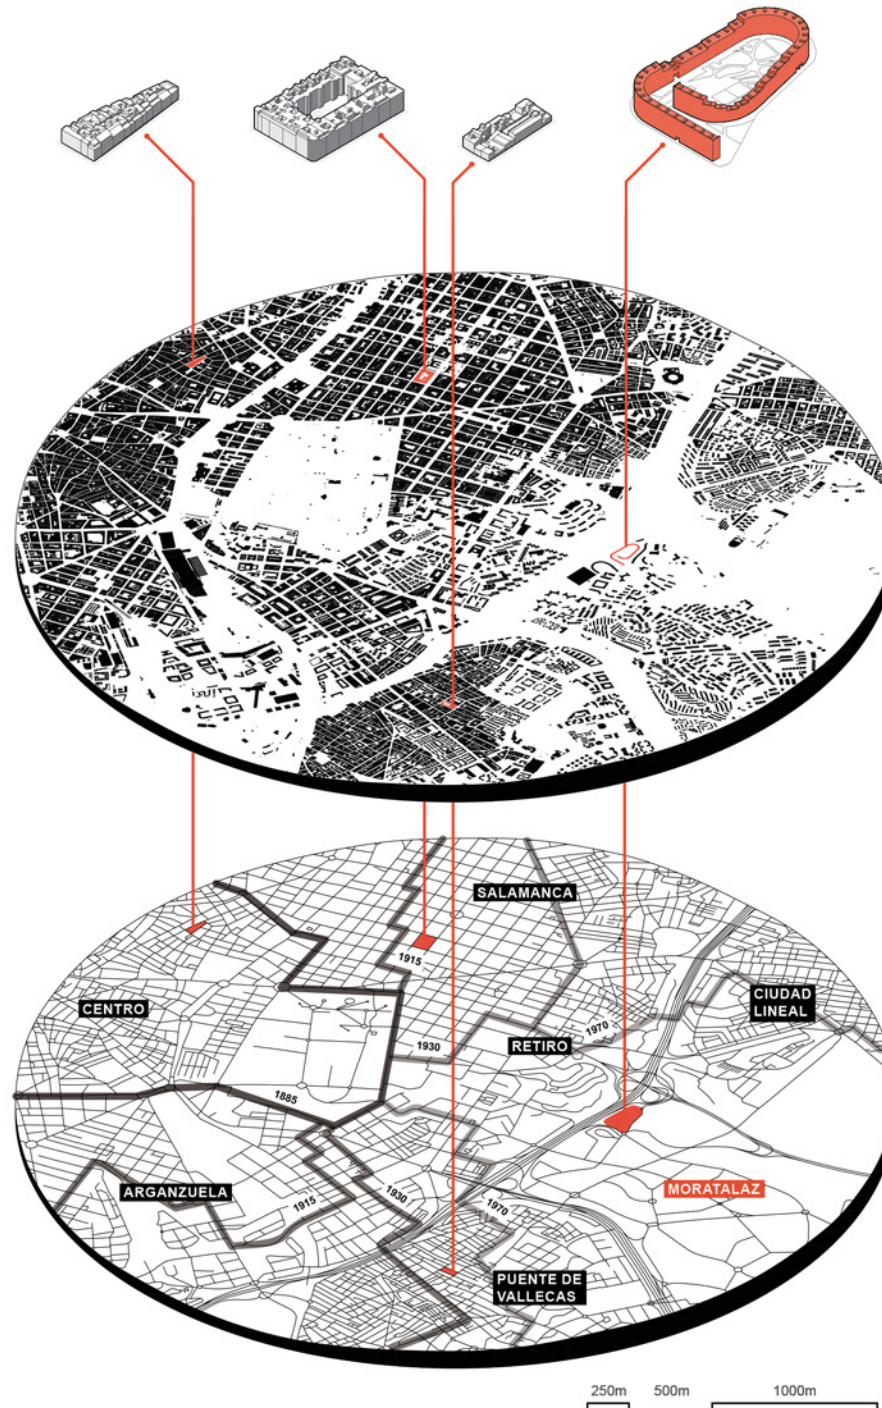 SALAMANCA
1915
CENTRO
CIUDAD
LINEAL
1970
1930
RETIRO
1885
ARGANZUELA
1915
1930
1970
MORATALAZ
PUENTE DE
VALLECAS
250m 500m 1000m